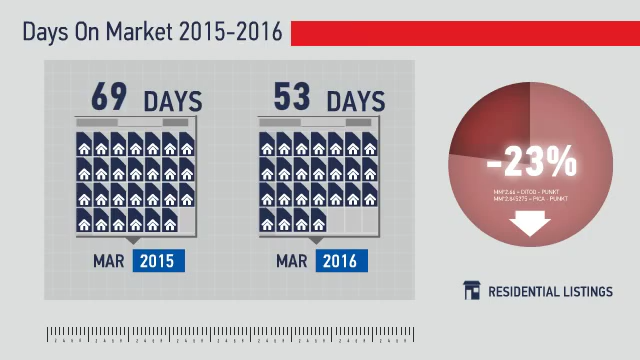 Days On Market 2015-2016
69 DAYS
53 DAYS
MAR 2015
MAR 2016
-23%
RESIDENTIAL LISTINGS